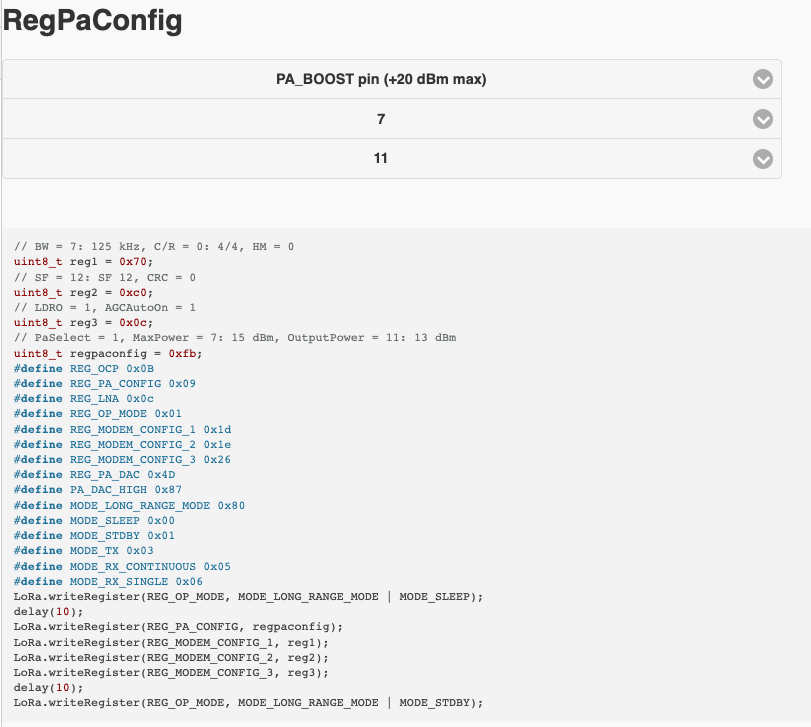 RegPaConfig
PA_BOOST pin (+20 dBm max)
7
11
// BW = 7: 125 kHz, C/R = 0: 4/4, HM = 0
uint8_t reg1 = 0x70;
// SF = 12: SF 12, CRC = 0
uint8_t reg2 = 0xc0;
// LDRO = 1, AGCAutoOn = 1
uint8_t reg3 = 0x0c;
// PaSelect = 1, MaxPower = 7: 15 dBm, OutputPower = 11: 13 dBm
uint8_t regpaconfig = 0xfb;
#define REG_OCP 0x0B
#define REG_PA_CONFIG 0x09
#define REG_LNA 0x0c
#define REG_OP_MODE 0x01
#define REG_MODEM_CONFIG_1 0x1d
#define REG_MODEM_CONFIG_2 0x1e
#define REG_MODEM_CONFIG_3 0x26
#define REG_PA_DAC 0x4D
#define PA_DAC_HIGH 0x87
#define MODE_LONG_RANGE_MODE 0x80
#define MODE_SLEEP 0x00
#define MODE_STDBY 0x01
#define MODE_TX 0x03
#define MODE_RX_CONTINUOUS 0x05
#define MODE_RX_SINGLE 0x06
LoRa.writeRegister(REG_OP_MODE, MODE_LONG_RANGE_MODE | MODE_SLEEP);
delay(10);
LoRa.writeRegister(REG_PA_CONFIG, regpaconfig);
LoRa.writeRegister(REG_MODEM_CONFIG_1, reg1);
LoRa.writeRegister(REG_MODEM_CONFIG_2, reg2);
LoRa.writeRegister(REG_MODEM_CONFIG_3, reg3);
delay(10);
LoRa.writeRegister(REG_OP_MODE, MODE_LONG_RANGE_MODE | MODE_STDBY);